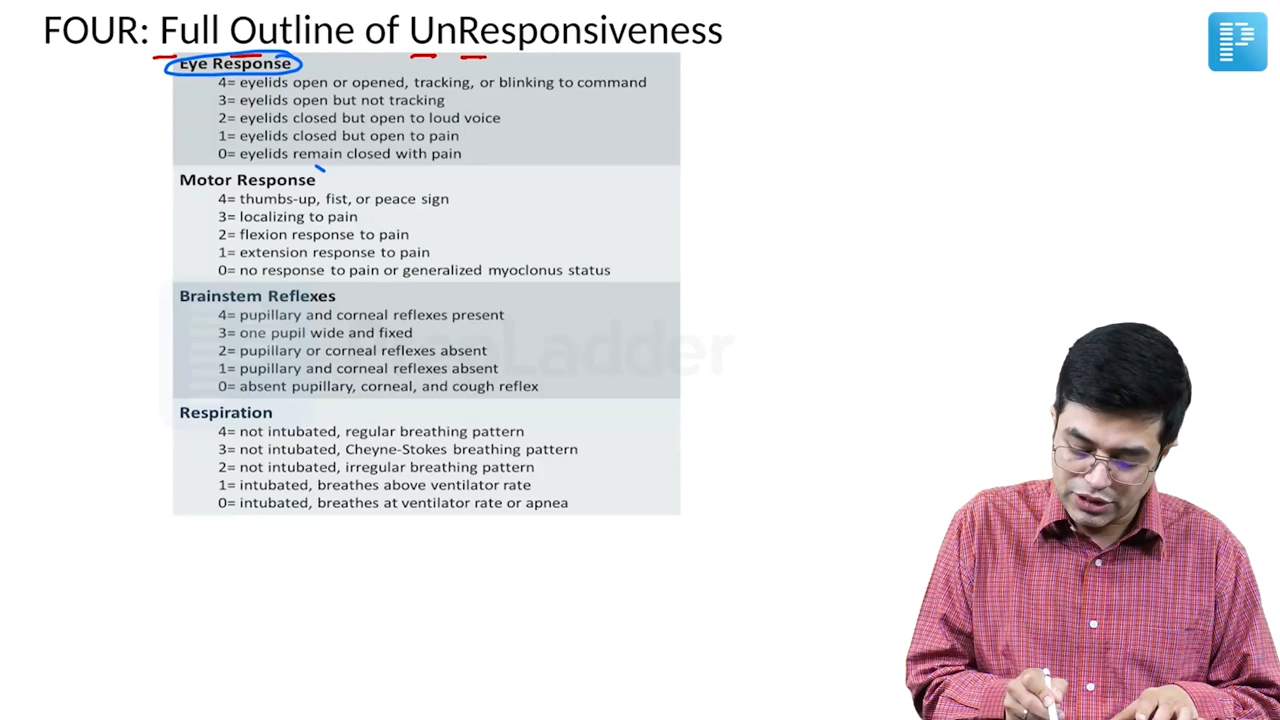 FOUR: Full Outline of UnResponsiveness
Eye Response
4= eyelids open or opened, tracking, or blinking to command
3= eyelids open but not tracking
2= eyelids closed but open to loud voice
1= eyelids closed but open to pain
0= eyelids remain closed with pain
Motor Response
4= thumbs-up, fist, or peace sign
3= localizing to pain
2= flexion response to pain
1= extension response to pain
0= no response to pain or generalized myoclonus status
Brainstem Reflexes
4= pupillary and corneal reflexes present
3= one pupil wide and fixed
2= pupillary or corneal reflexes absent
1= pupillary and corneal reflexes absent
0= absent pupillary, corneal, and cough reflex
Respiration
4= not intubated, regular breathing pattern
3= not intubated, Cheyne-Stokes breathing pattern
2= not intubated, irregular breathing pattern
1= intubated, breathes above ventilator rate
0= intubated, breathes at ventilator rate or apnea